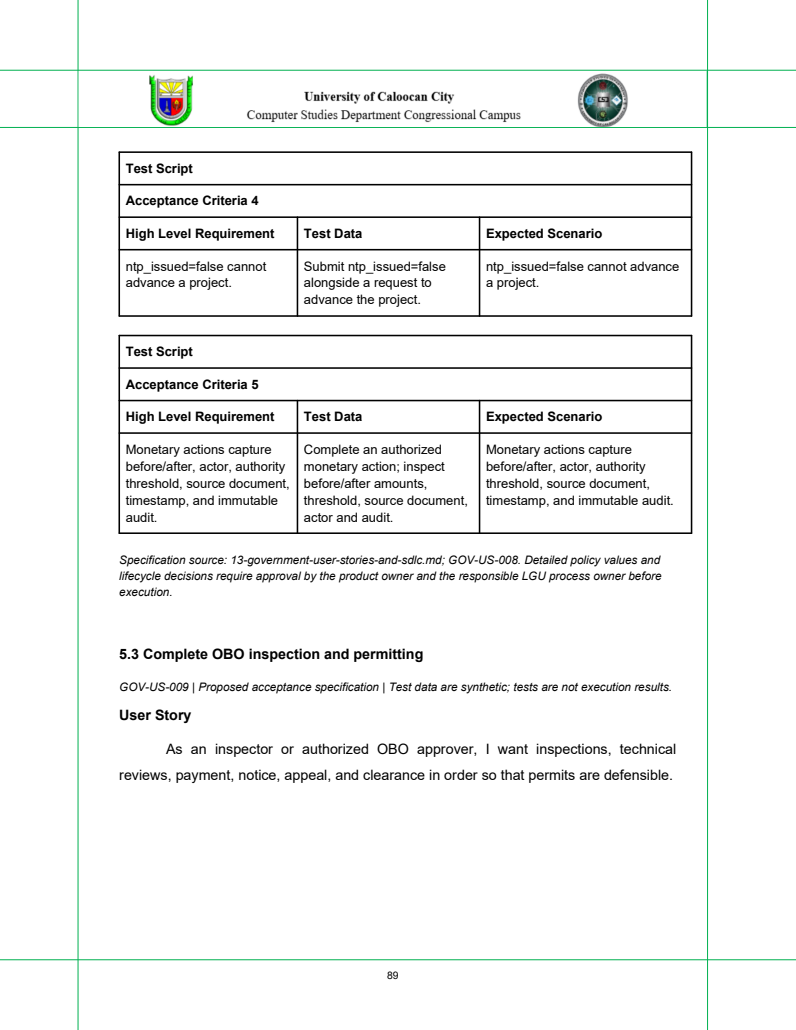 University of Caloocan City
Computer Studies Department Congressional Campus
Test Script
Acceptance Criteria 4
High Level Requirement
Test Data
Expected Scenario
ntp_issued=false cannot
advance a project.
Submit ntp_issued=false
alongside a request to
advance the project.
ntp_issued=false cannot advance
a project.
Test Script
Acceptance Criteria 5
High Level Requirement
Test Data
Expected Scenario
Monetary actions capture
before/after, actor, authority
threshold, source document,
timestamp, and immutable
audit.
Complete an authorized
monetary action; inspect
before/after amounts,
threshold, source document,
actor and audit.
Monetary actions capture
before/after, actor, authority
threshold, source document,
timestamp, and immutable audit.
Specification source: 13-government-user-stories-and-sdlc.md; GOV-US-008. Detailed policy values and
lifecycle decisions require approval by the product owner and the responsible LGU process owner before
execution.
5.3 Complete OBO inspection and permitting
GOV-US-009 | Proposed acceptance specification | Test data are synthetic; tests are not execution results.
User Story
As an inspector or authorized OBO approver, I want inspections, technical
reviews, payment, notice, appeal, and clearance in order so that permits are defensible.
89